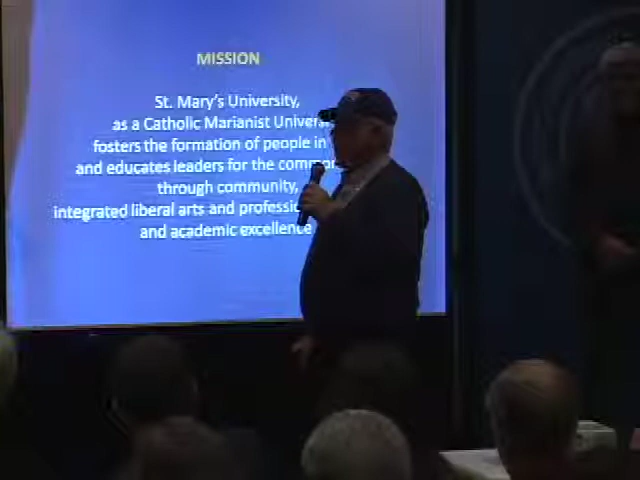 MISSION
St. Mary's University,
as a Catholic Marianist
fosters the formation of people in
and educates leaders for the
through community,
integrated liberal arts and
and academic excellence